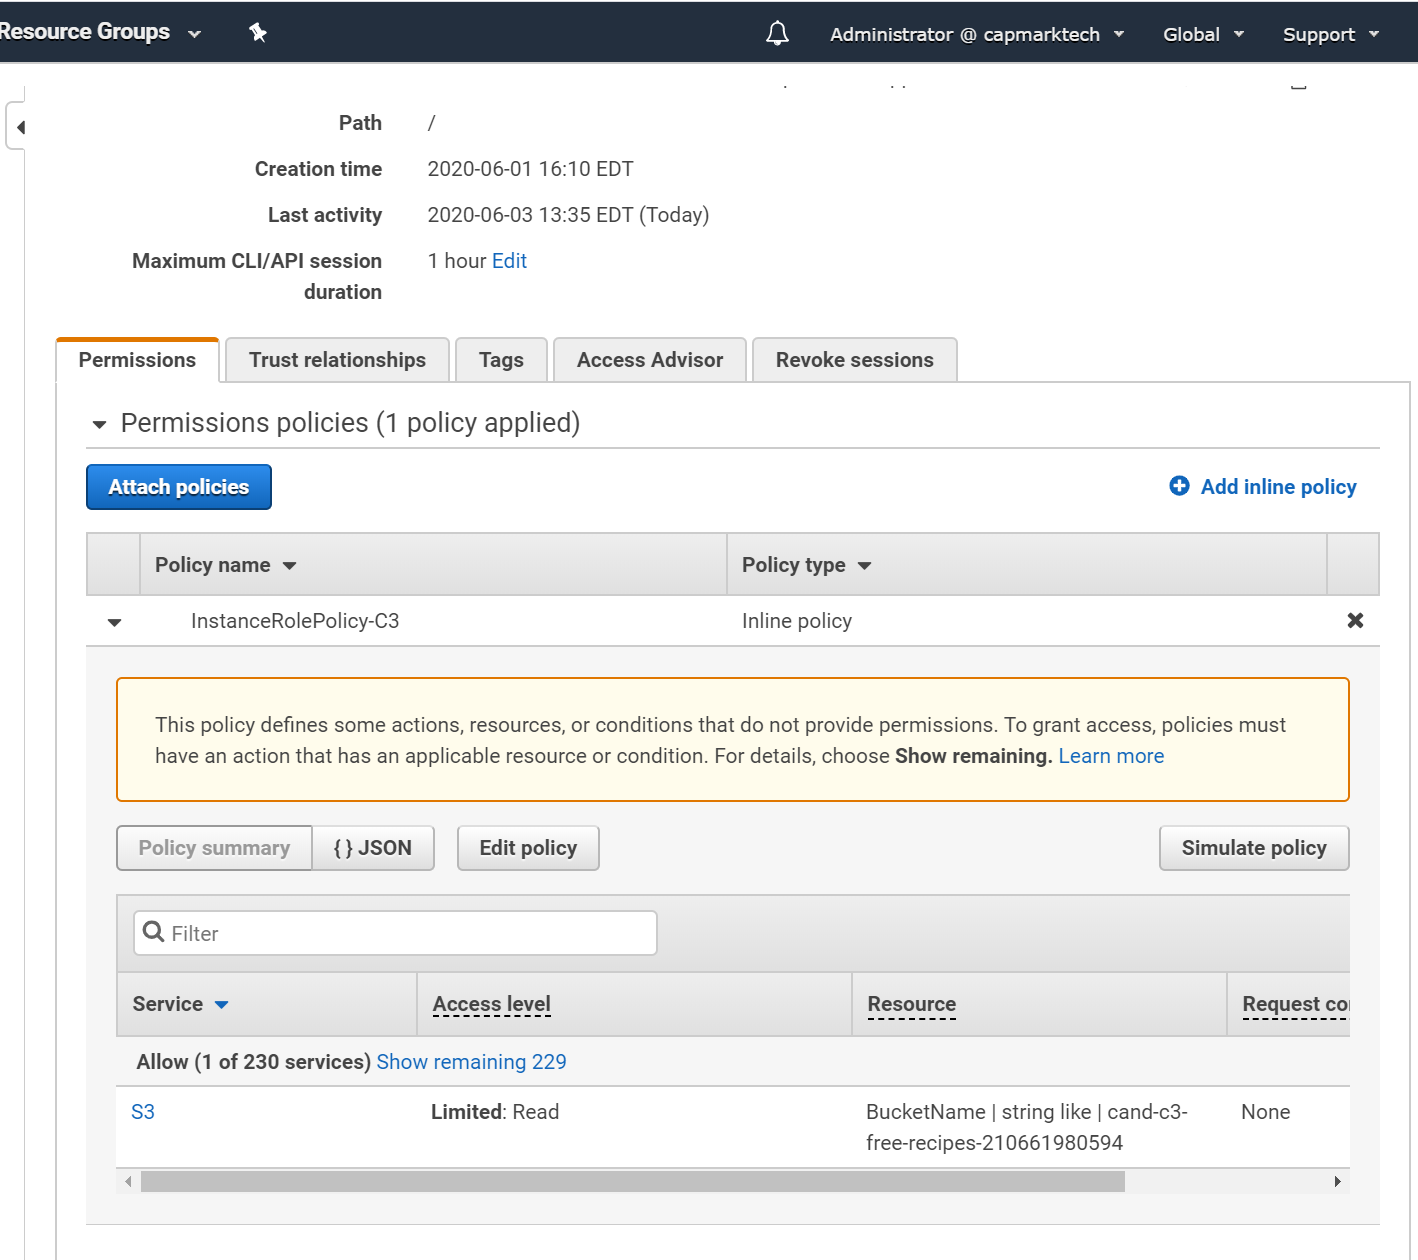 Resource Groups
Administrator @ capmarktech
Global
Support
Path /
Creation time 2020-06-01 16:10 EDT
Last activity 2020-06-03 13:35 EDT (Today)
Maximum CLI/API session 1 hour Edit
duration
Permissions Trust relationships Tags Access Advisor Revoke sessions
Permissions policies (1 policy applied)
Attach policies Add inline policy
Policy name Policy type
InstanceRolePolicy-C3 Inline policy
This policy defines some actions, resources, or conditions that do not provide permissions. To grant access, policies must
have an action that has an applicable resource or condition. For details, choose Show remaining. Learn more
Policy summary { } JSON Edit policy Simulate policy
Filter
Service Access level Resource Request co
Allow (1 of 230 services) Show remaining 229
S3 Limited: Read BucketName | string like | cand-c3- None
free-recipes-210661980594